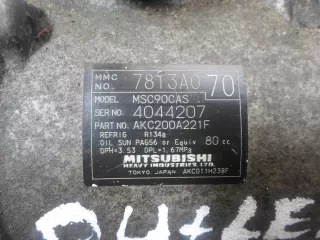 MMC NO. 7813A070
MODEL MSC90CAS
SER NO. 4044207
PART NO. AKC200A221F
REFRIG R134a
OIL SUN PAG56 or Equiv 80 cc
DPH=3.53 DPL=1.67MPa
MITSUBISHI
HEAVY INDUSTRIES, LTD.
TOKYO, JAPAN AKC011H238F